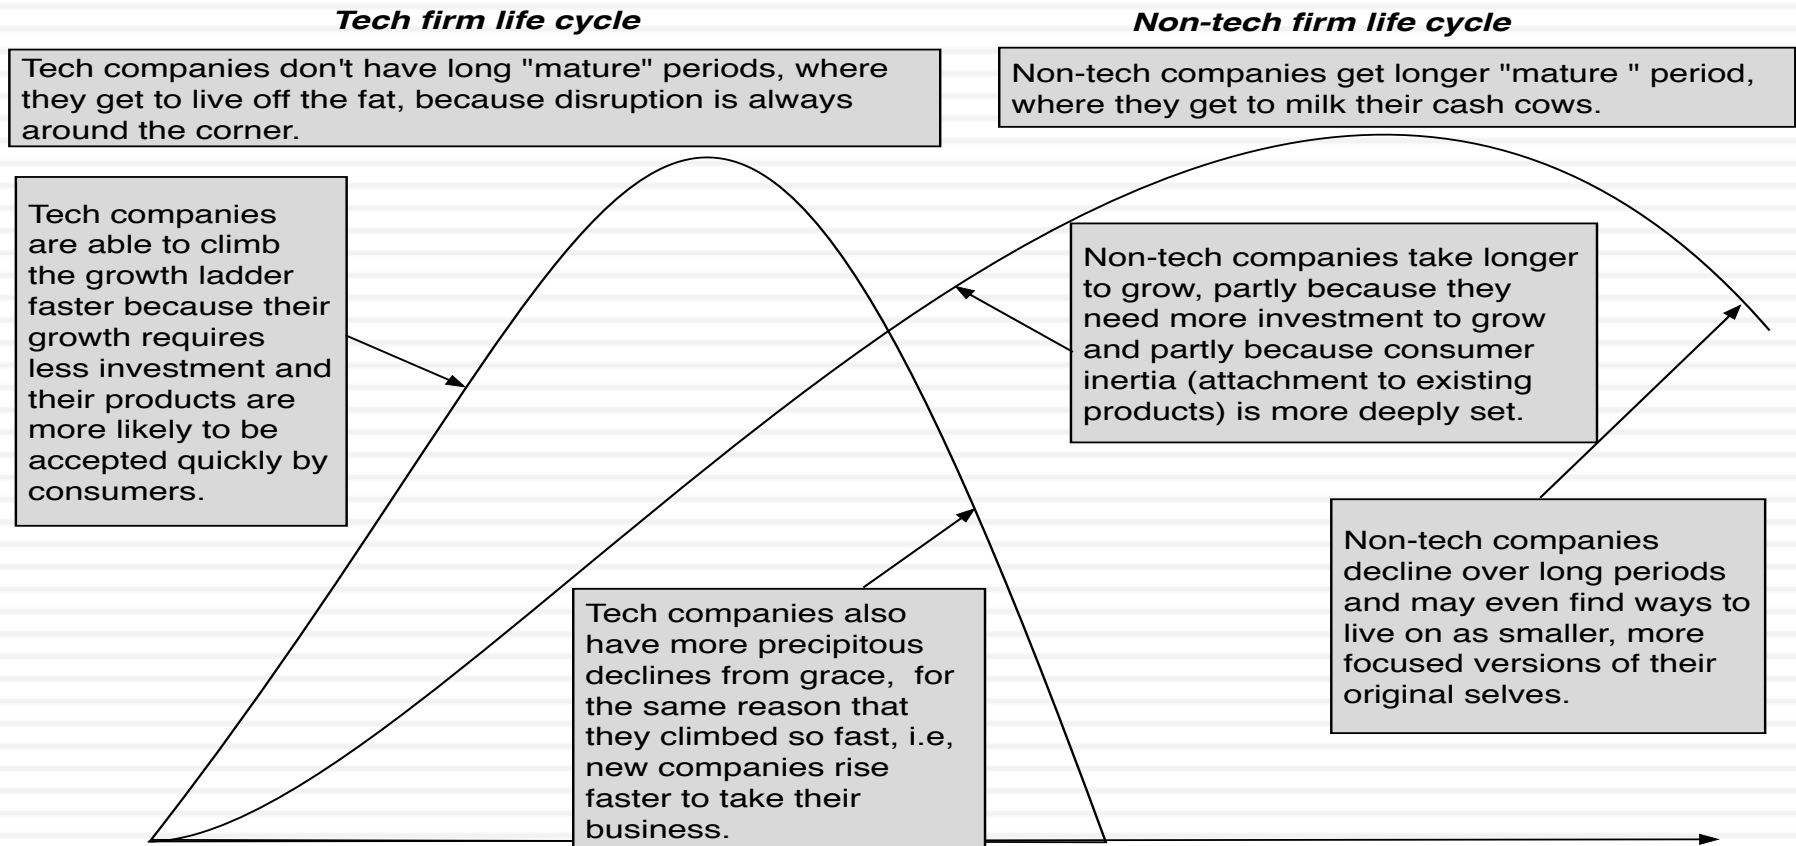 Tech firm life cycle
Non-tech firm life cycle
Tech companies don't have long "mature" periods, where
they get to live off the fat, because disruption is always
around the corner.
Non-tech companies get longer "mature " period,
where they get to milk their cash cows.
Tech companies
are able to climb
the growth ladder
faster because their
growth requires
less investment and
their products are
more likely to be
accepted quickly by
consumers.
Non-tech companies take longer
to grow, partly because they
need more investment to grow
and partly because consumer
inertia (attachment to existing
products) is more deeply set.
Tech companies also
have more precipitous
declines from grace,  for
the same reason that
they climbed so fast, i.e,
new companies rise
faster to take their
business.
Non-tech companies
decline over long periods
and may even find ways to
live on as smaller, more
focused versions of their
original selves.